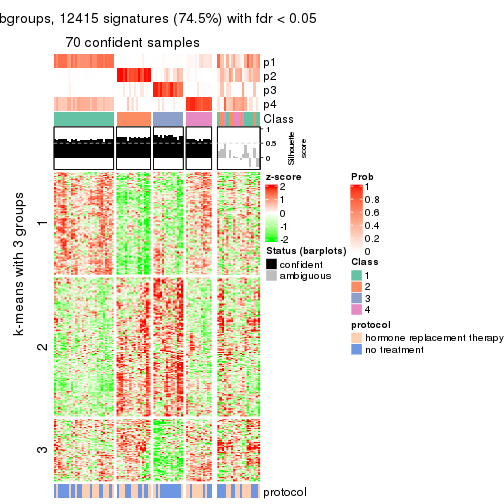 bgroups, 12415 signatures (74.5%) with fdr < 0.05
70 confident samples
p1
p2
p3
p4
Class
1
0.5
0
Silhouette
score
k-means with 3 groups
1
2
3
protocol
z-score
2
1
0
-1
-2
Status (barplots)
confident
ambiguous
Prob
1
0.8
0.6
0.4
0.2
0
Class
1
2
3
4
protocol
hormone replacement therapy
no treatment